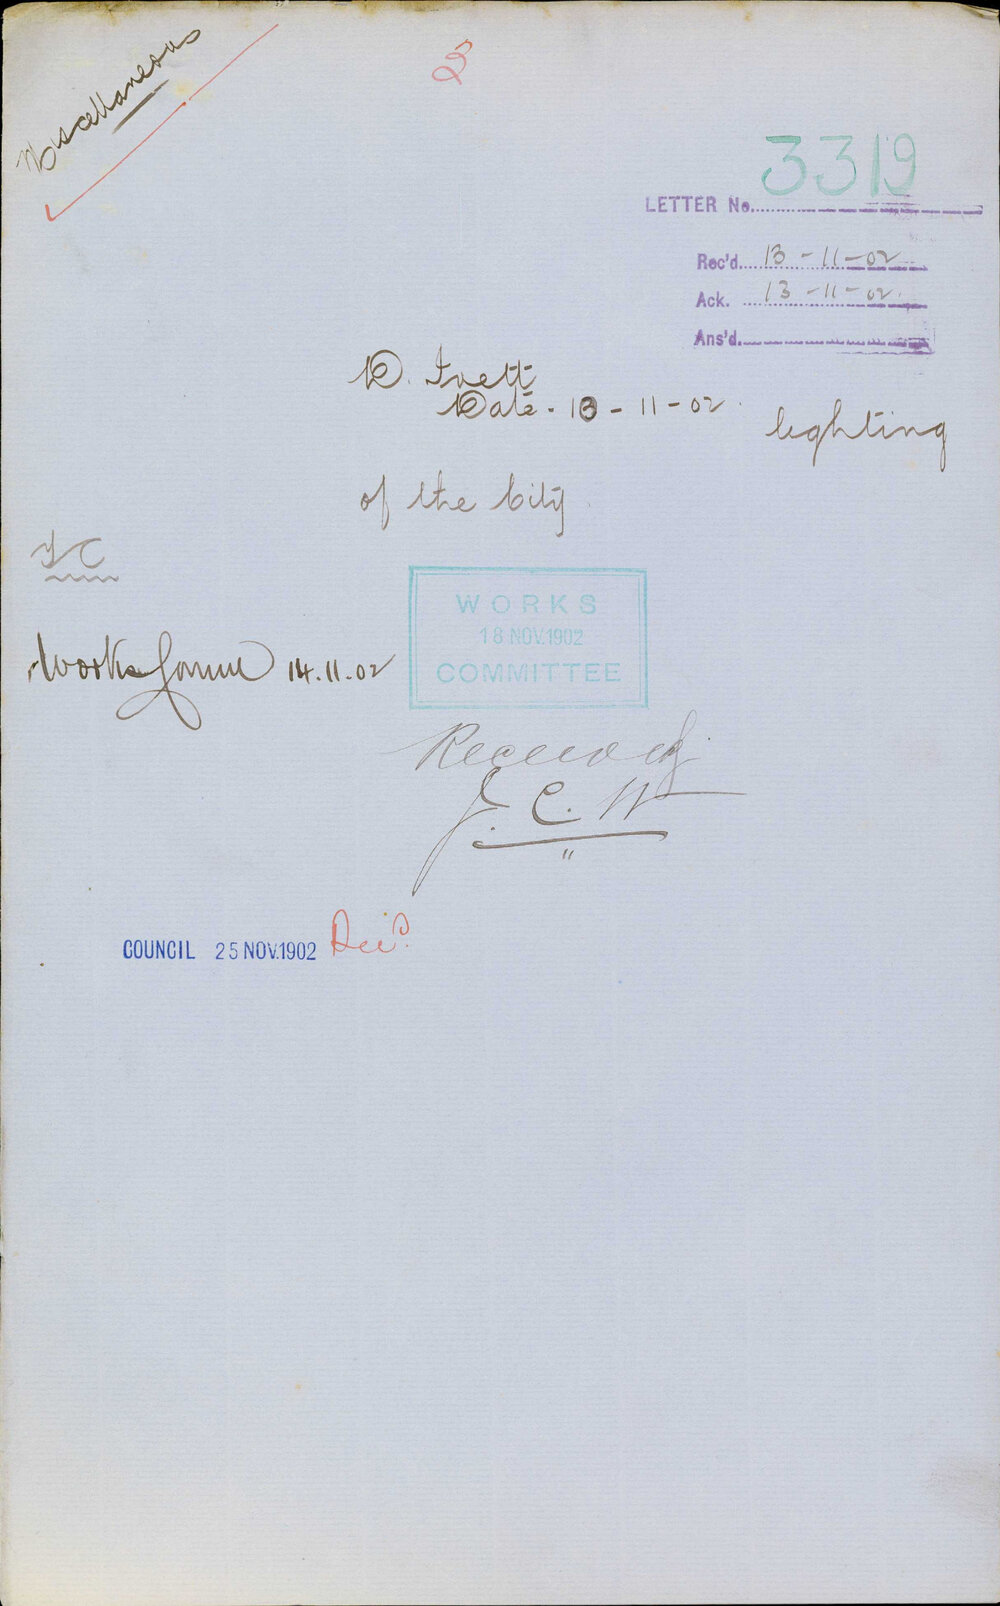 Miscellaneous
3319
LETTER No.
Rec'd. 13-11-02
Ack. 13-11-02.
Ans'd.
D. Ivett
Date. 13-11-02.
lighting
of the City
Works 14.11.02
WORKS
18 NOV.1902
COMMITTEE
Received
J. C. W
COUNCIL 25 NOV.1902 Rec'd.